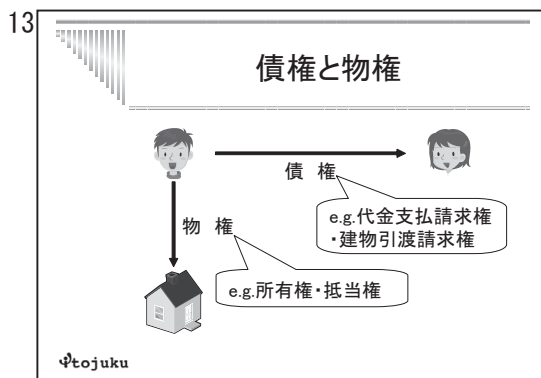 13
債権と物権
債 権
e.g.代金支払請求権
・建物引渡請求権
物 権
e.g.所有権・抵当権
itojuku